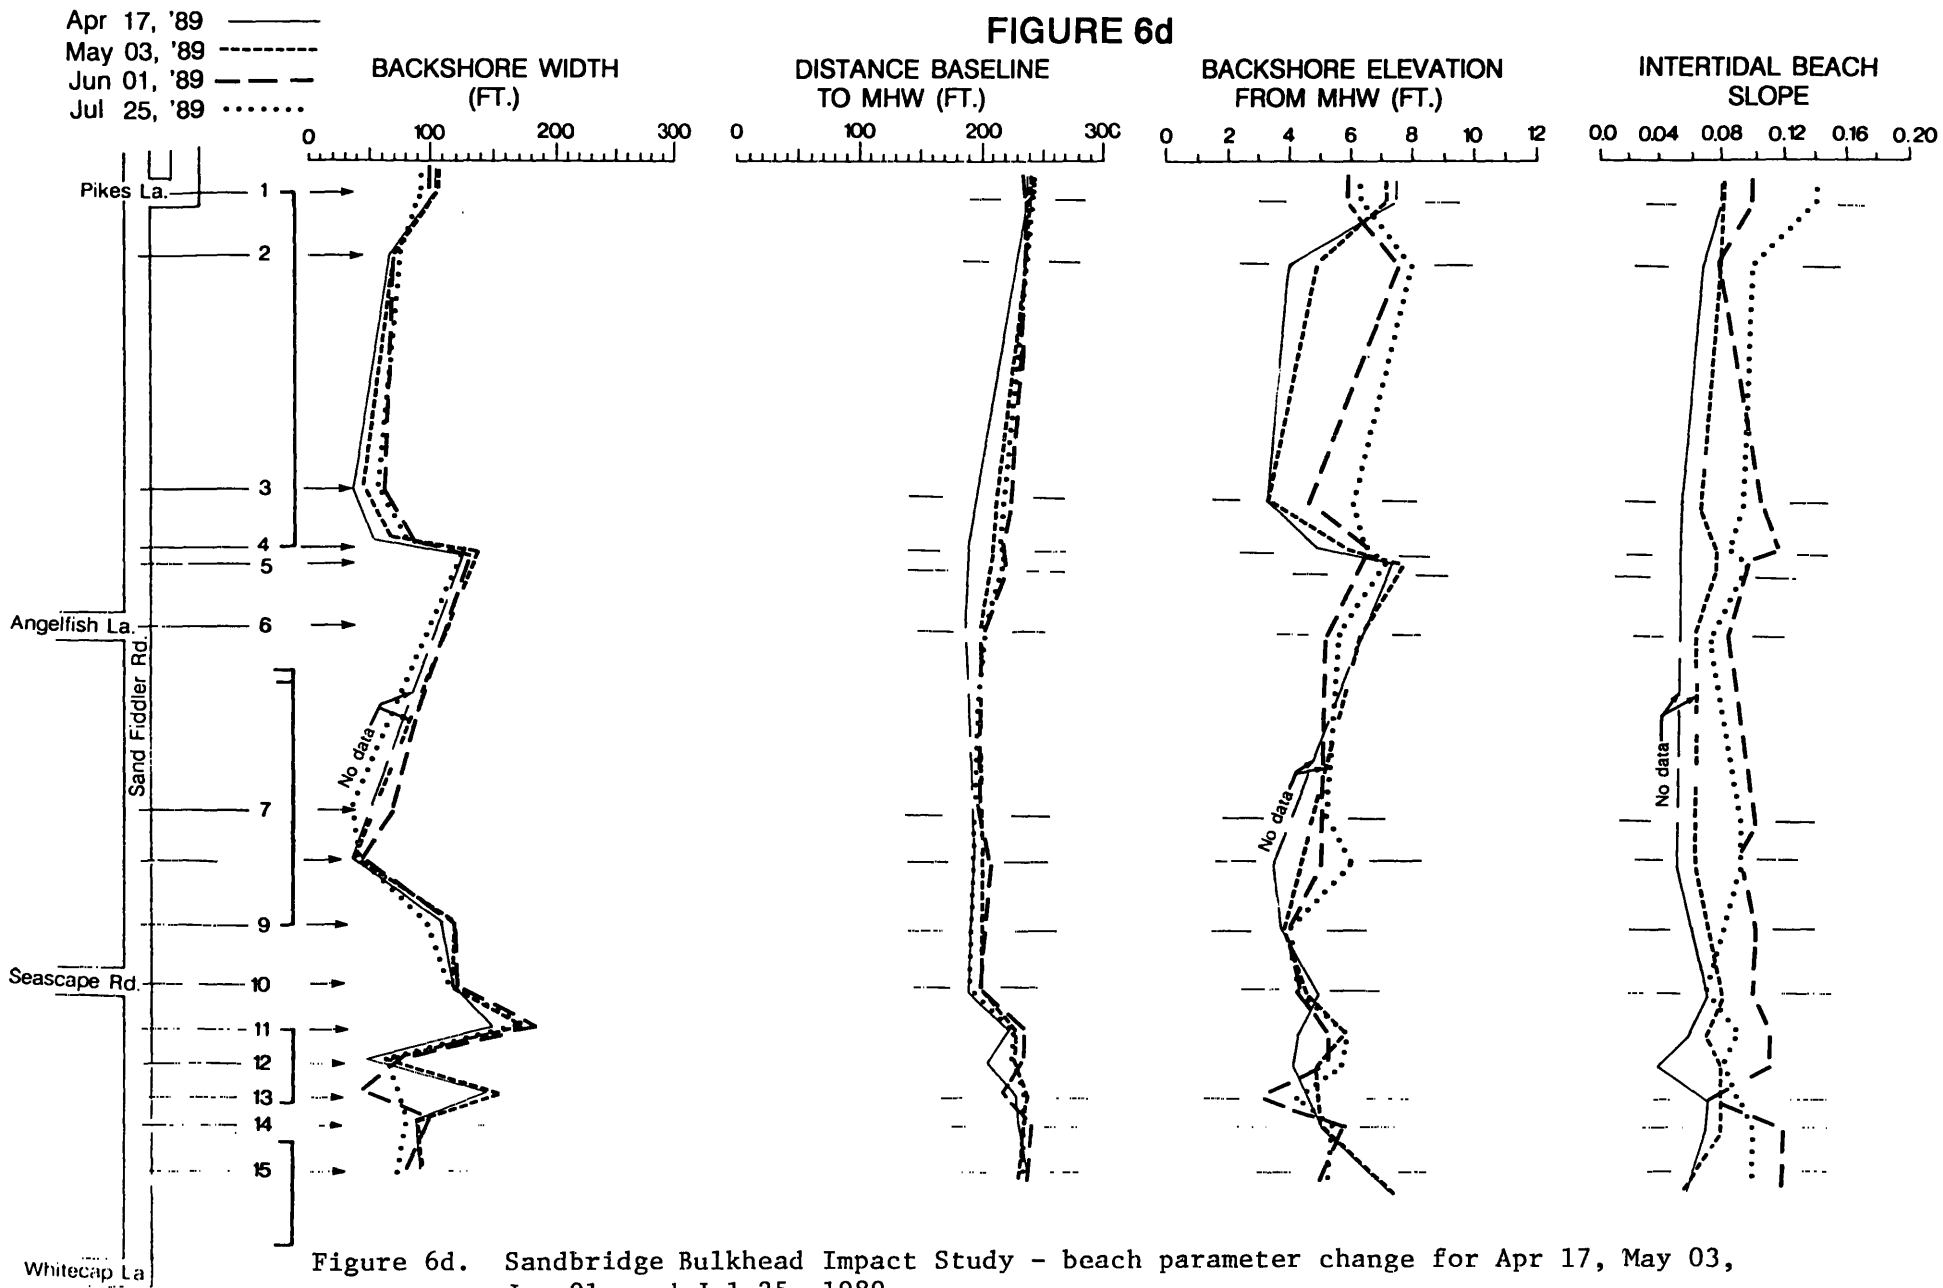 FIGURE 6d
Apr 17, '89
May 03, '89
Jun 01, '89
Jul 25, '89
BACKSHORE WIDTH
(FT.)
0 100 200 300
DISTANCE BASELINE
TO MHW (FT.)
0 100 200 300
BACKSHORE ELEVATION
FROM MHW (FT.)
0 2 4 6 8 10 12
INTERTIDAL BEACH
SLOPE
0.0 0.04 0.08 0.12 0.16 0.20
Pikes La.
1
2
3
4
5
Angelfish La.
6
Sand Fiddler Rd.
No data
No data
No data
7
9
Seascape Rd.
10
11
12
13
14
15
Whitecap La
Figure 6d. Sandbridge Bulkhead Impact Study - beach parameter change for Apr 17, May 03,